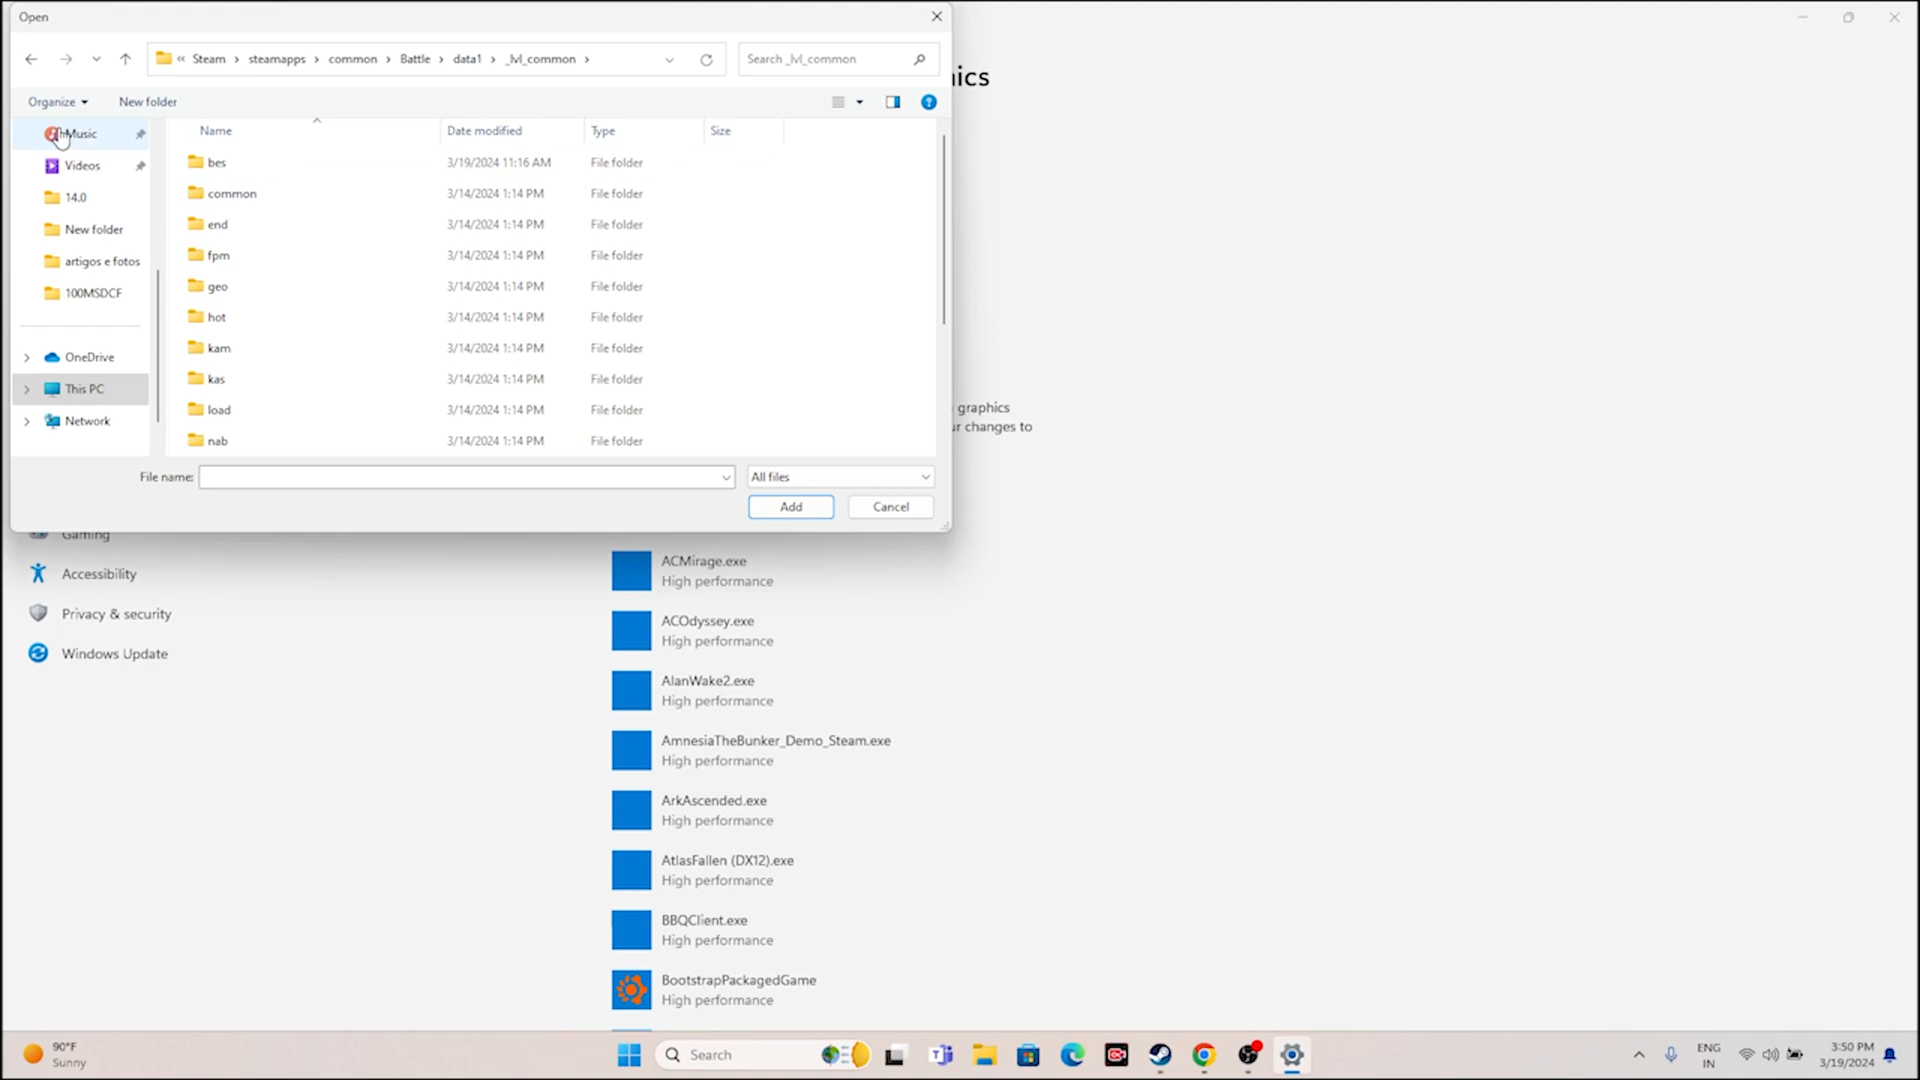 Open
« Steam › steamapps › common › Battle › data1 › _lvl_common ›
Search _lvl_common
ics
Organize
New folder
Music
Videos
14.0
New folder
artigos e fotos
100MSDCF
OneDrive
This PC
Network
Name Date modified Type Size
bes 3/19/2024 11:16 AM File folder
common 3/14/2024 1:14 PM File folder
end 3/14/2024 1:14 PM File folder
fpm 3/14/2024 1:14 PM File folder
geo 3/14/2024 1:14 PM File folder
hot 3/14/2024 1:14 PM File folder
kam 3/14/2024 1:14 PM File folder
kas 3/14/2024 1:14 PM File folder
load 3/14/2024 1:14 PM File folder
nab 3/14/2024 1:14 PM File folder
graphics
ur changes to
File name:
All files
Add
Cancel
Gaming
Accessibility
Privacy & security
Windows Update
ACMirage.exe
High performance
ACOdyssey.exe
High performance
AlanWake2.exe
High performance
AmnesiaTheBunker_Demo_Steam.exe
High performance
ArkAscended.exe
High performance
AtlasFallen (DX12).exe
High performance
BBQClient.exe
High performance
BootstrapPackagedGame
High performance
90°F
Sunny
Search
ENG
IN
3:50 PM
3/19/2024